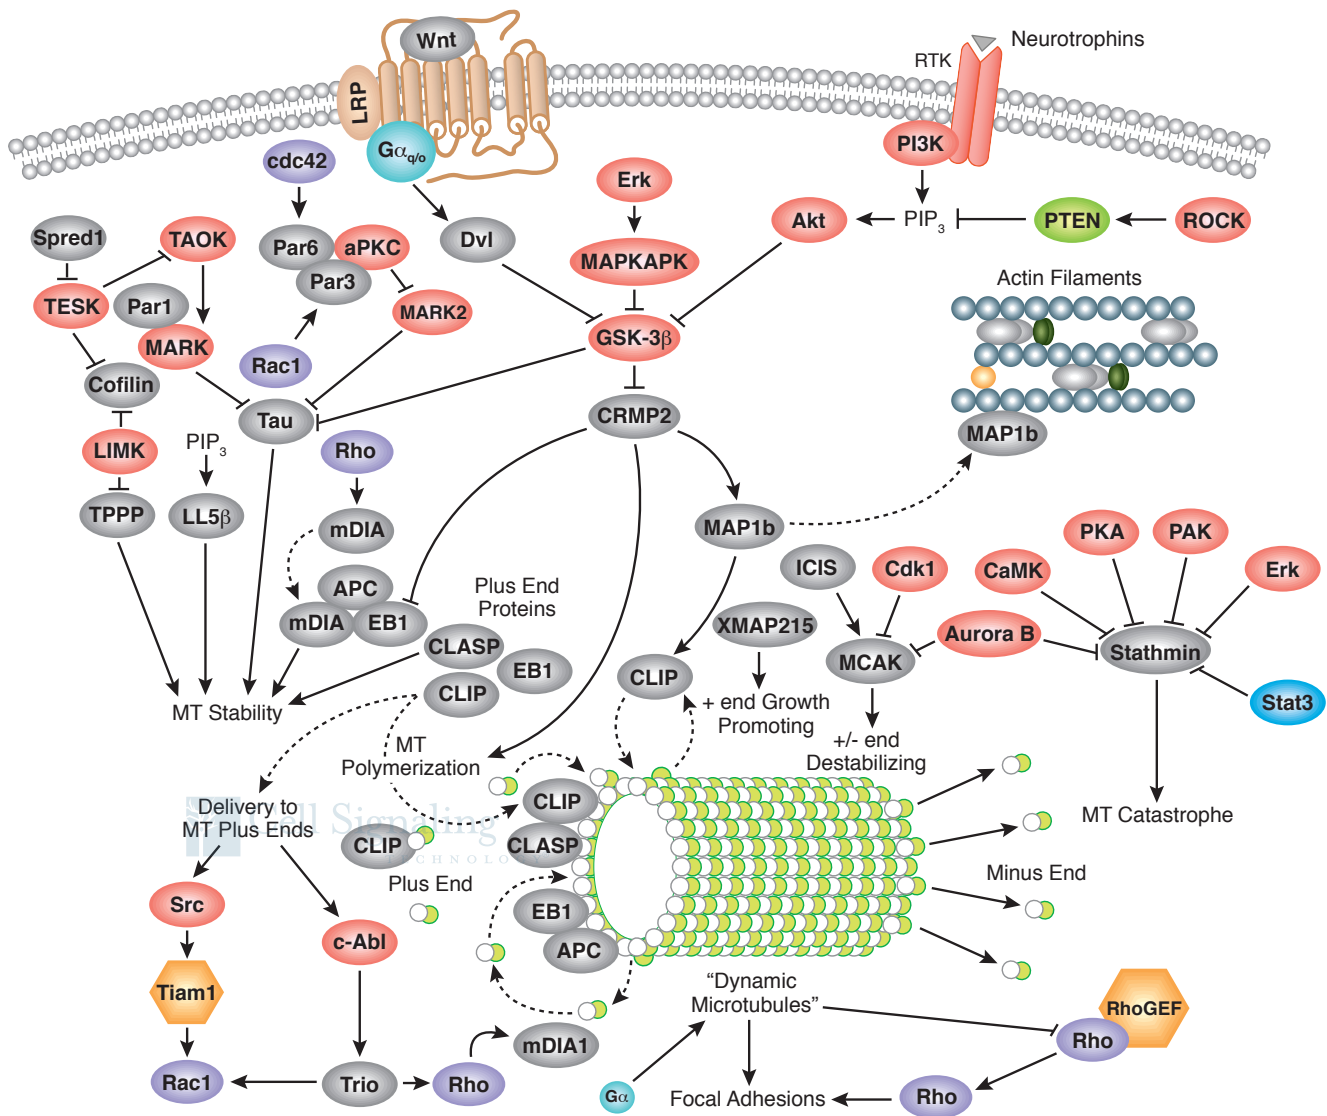 Wnt
Neurotrophins
RTK
LRP
Gαq/o
PI3K
cdc42
Erk
Spred1
TAOK
Par6
aPKC
Dvl
Akt
PIP3
PTEN
ROCK
MAPKAPK
Par3
TESK
Par1
MARK2
Actin Filaments
MARK
GSK-3β
Rac1
Cofilin
Tau
CRMP2
MAP1b
LIMK
PIP3
Rho
TPPP
LL5β
mDIA
MAP1b
PKA
PAK
ICIS
Cdk1
CaMK
Erk
APC
Plus End
Proteins
mDIA
EB1
XMAP215
Aurora B
CLASP
EB1
MCAK
Stathmin
CLIP
CLIP
Stat3
MT Stability
+ end Growth
Promoting
+/- end
Destabilizing
MT
Polymerization
Delivery to
MT Plus Ends
Cell Signaling
TECHNOLOGY
CLIP
MT Catastrophe
CLIP
CLASP
Plus End
Minus End
Src
EB1
c-Abl
APC
Tiam1
“Dynamic
Microtubules”
RhoGEF
Rho
mDIA1
Rac1
Trio
Rho
Gα
Focal Adhesions
Rho